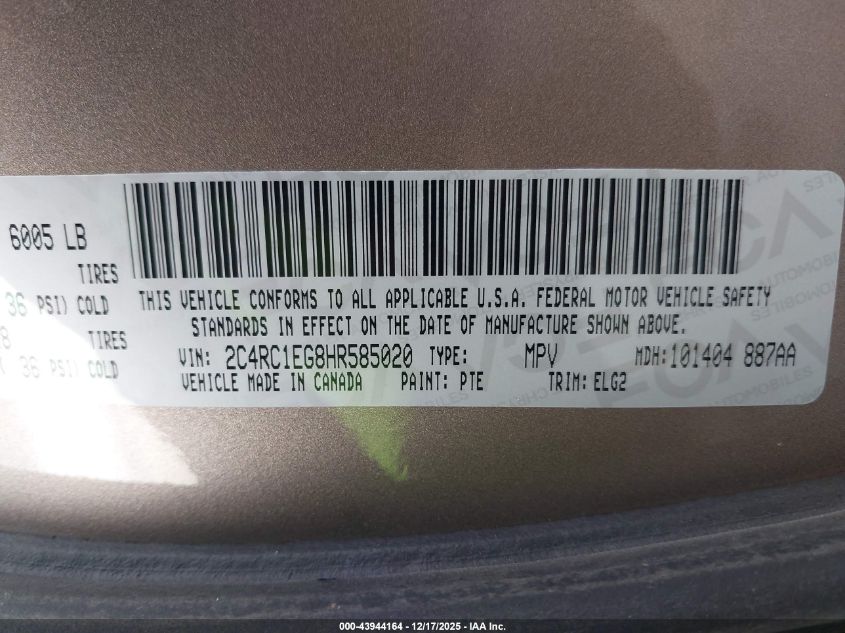 6005 LB
TIRES
36 PSI) COLD
TIRES
36 PSI) COLD
THIS VEHICLE CONFORMS TO ALL APPLICABLE U.S.A. FEDERAL MOTOR VEHICLE SAFETY
STANDARDS IN EFFECT ON THE DATE OF MANUFACTURE SHOWN ABOVE.
VIN: 2C4RC1EG8HR585020 TYPE: MPV MDH: 101404 887AA
VEHICLE MADE IN CANADA PAINT: PTE TRIM: ELG2
000-43944164 - 12/17/2025 - IAA Inc.